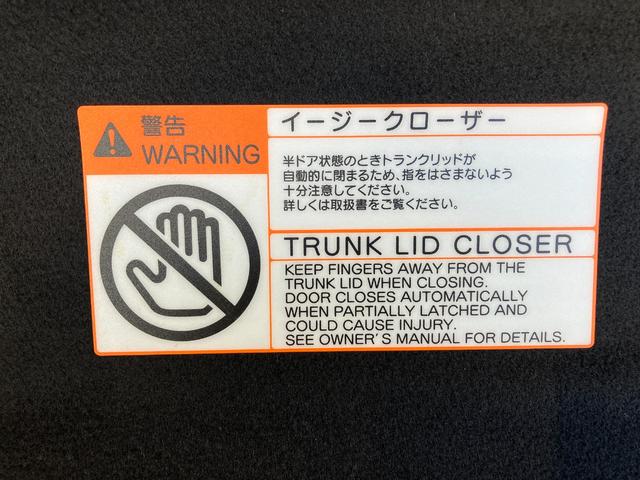 警告
WARNING
イージークローザー
半ドア状態のときトランクリッドが
自動的に閉まるため、指をはさまないよう
十分注意してください。
詳しくは取扱書をご覧ください。
TRUNK LID CLOSER
KEEP FINGERS AWAY FROM THE
TRUNK LID WHEN CLOSING.
DOOR CLOSES AUTOMATICALLY
WHEN PARTIALLY LATCHED AND
COULD CAUSE INJURY.
SEE OWNER'S MANUAL FOR DETAILS.